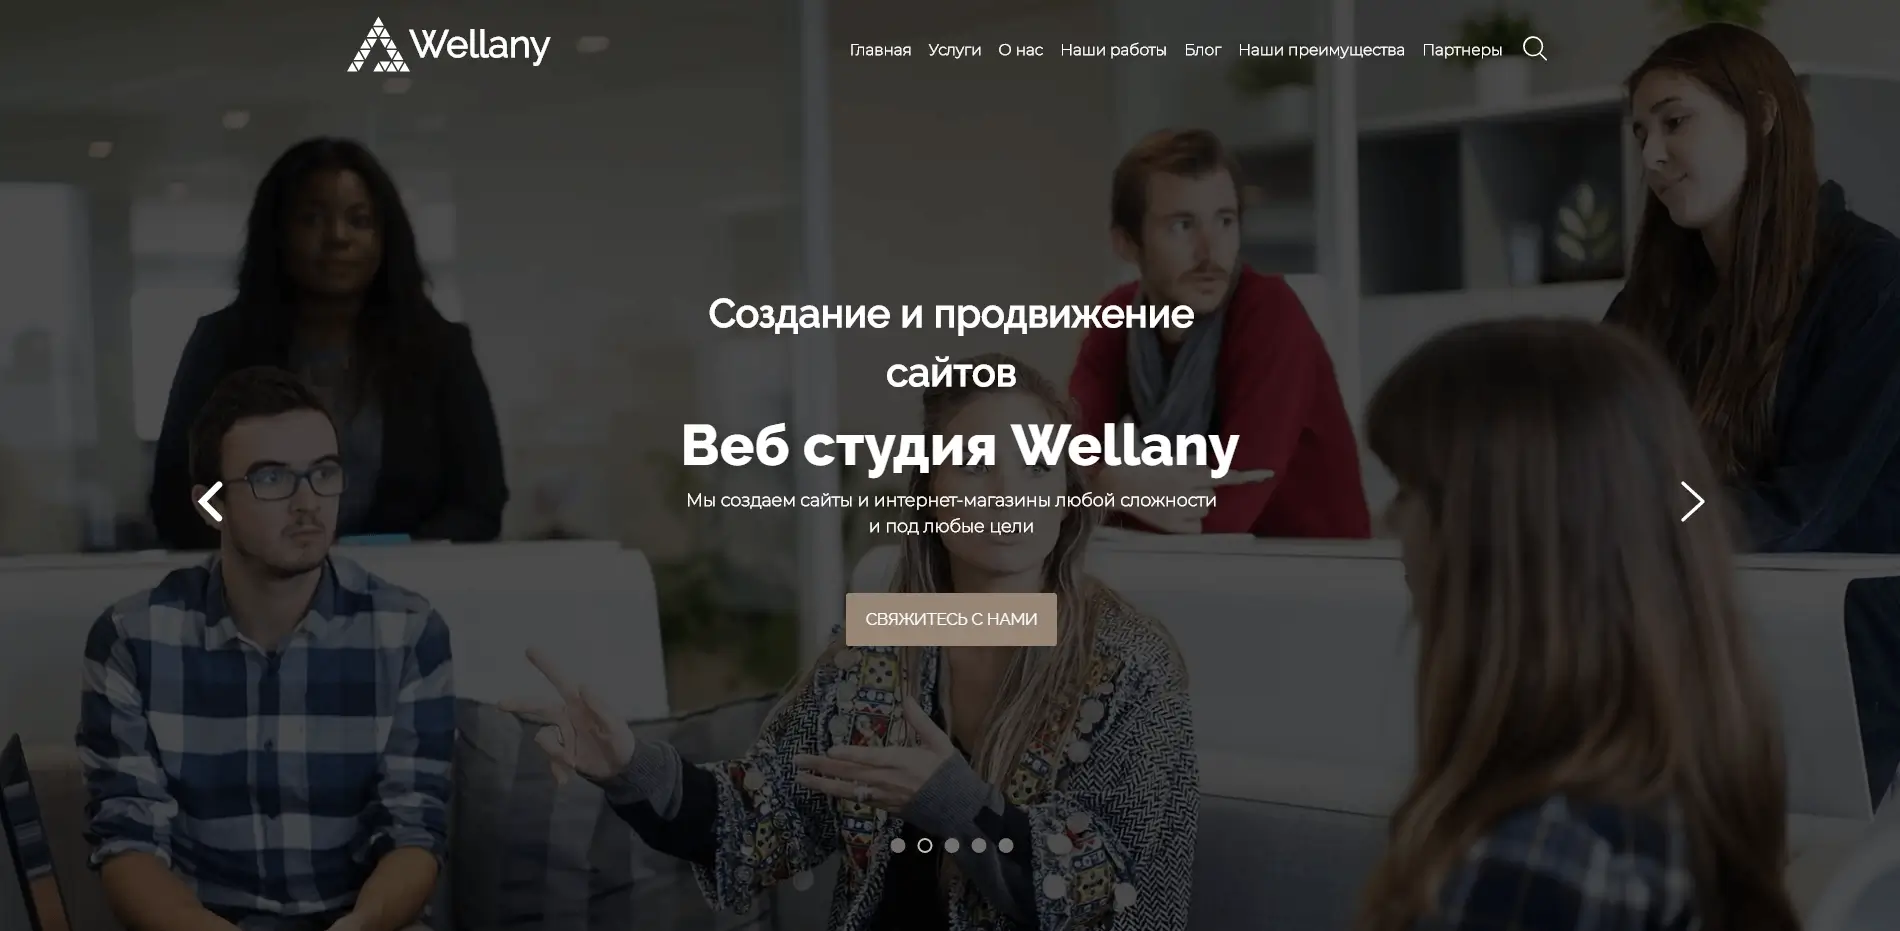 Wellany
Главная Услуги О нас Наши работы Блог Наши преимущества Партнеры
Создание и продвижение
сайтов
Веб студия Wellany
Мы создаем сайты и интернет-магазины любой сложности
и под любые цели
СВЯЖИТЕСЬ С НАМИ